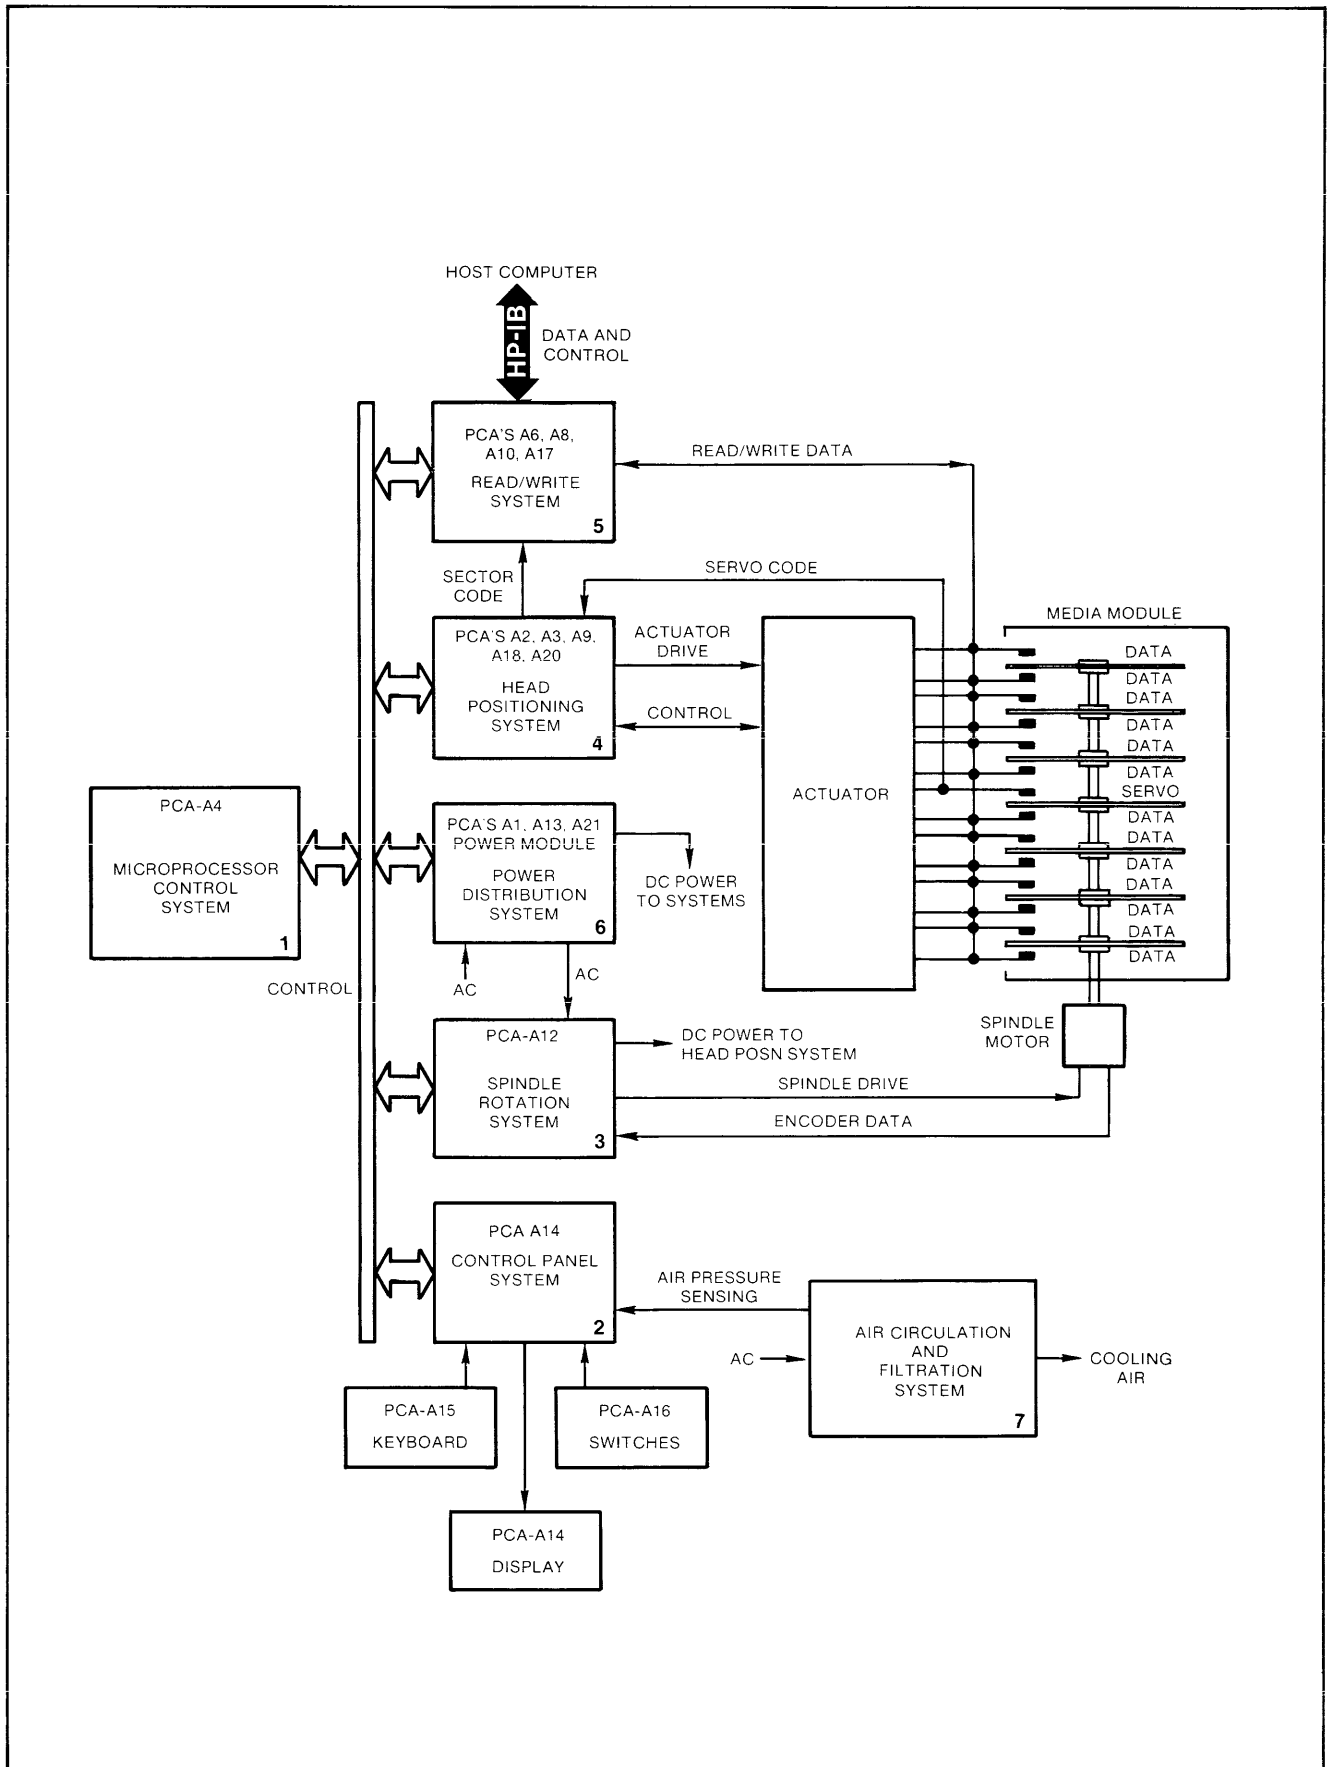 HOST COMPUTER
HP-IB
DATA AND
CONTROL
PCA'S A6, A8,
A10, A17
READ/WRITE
SYSTEM
5
READ/WRITE DATA
SECTOR
CODE
SERVO CODE
PCA'S A2, A3, A9,
A18, A20
HEAD
POSITIONING
SYSTEM
4
ACTUATOR
DRIVE
CONTROL
ACTUATOR
MEDIA MODULE
DATA
DATA
DATA
DATA
DATA
DATA
SERVO
DATA
DATA
DATA
DATA
DATA
DATA
DATA
PCA-A4
MICROPROCESSOR
CONTROL
SYSTEM
1
CONTROL
PCA'S A1, A13, A21
POWER MODULE
POWER
DISTRIBUTION
SYSTEM
6
DC POWER
TO SYSTEMS
AC
AC
PCA-A12
SPINDLE
ROTATION
SYSTEM
3
DC POWER TO
HEAD POSN SYSTEM
SPINDLE DRIVE
ENCODER DATA
SPINDLE
MOTOR
PCA A14
CONTROL PANEL
SYSTEM
2
AIR PRESSURE
SENSING
AC
AIR CIRCULATION
AND
FILTRATION
SYSTEM
7
COOLING
AIR
PCA-A15
KEYBOARD
PCA-A16
SWITCHES
PCA-A14
DISPLAY